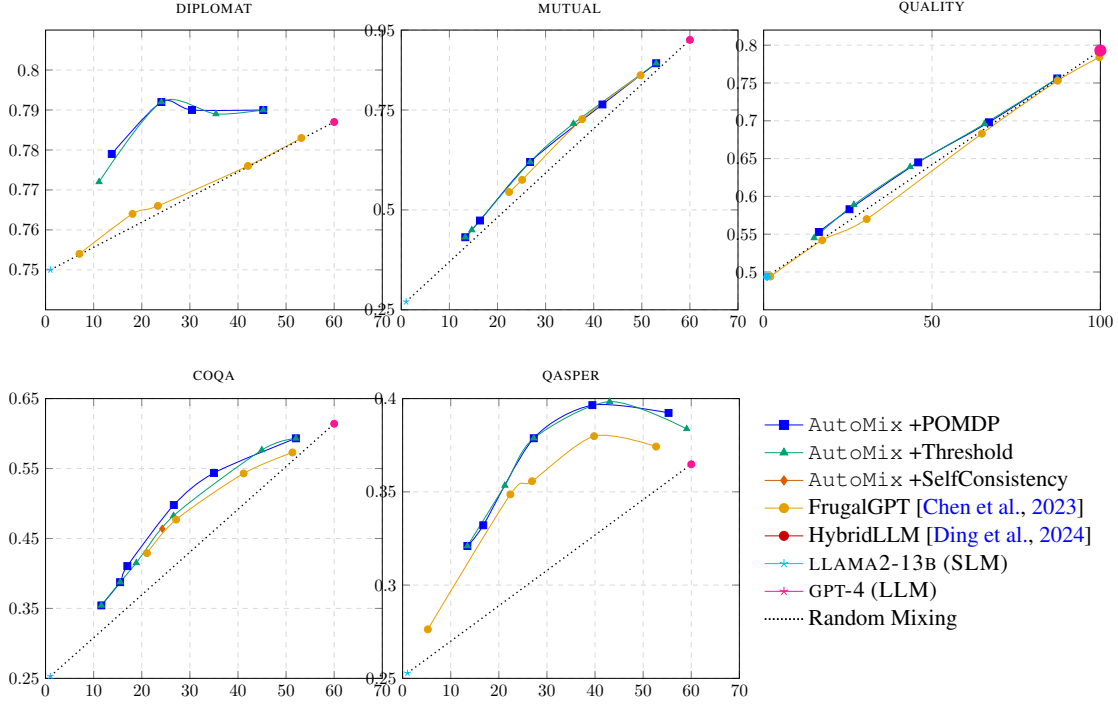 DIPLOMAT
0.8
0.79
0.78
0.77
0.76
0.75
0 10 20 30 40 50 60 70
MUTUAL
0.95
0.75
0.5
0.25
0 10 20 30 40 50 60 70
QUALITY
0.8
0.75
0.7
0.65
0.6
0.55
0.5
0 50 100
COQA
0.65
0.55
0.45
0.35
0.25
0 10 20 30 40 50 60 70
QASPER
0.4
0.35
0.3
0.25
0 10 20 30 40 50 60 70
AutoMix +POMDP
AutoMix +Threshold
AutoMix +SelfConsistency
FrugalGPT [Chen et al., 2023]
HybridLLM [Ding et al., 2024]
LLAMA2-13B (SLM)
GPT-4 (LLM)
Random Mixing